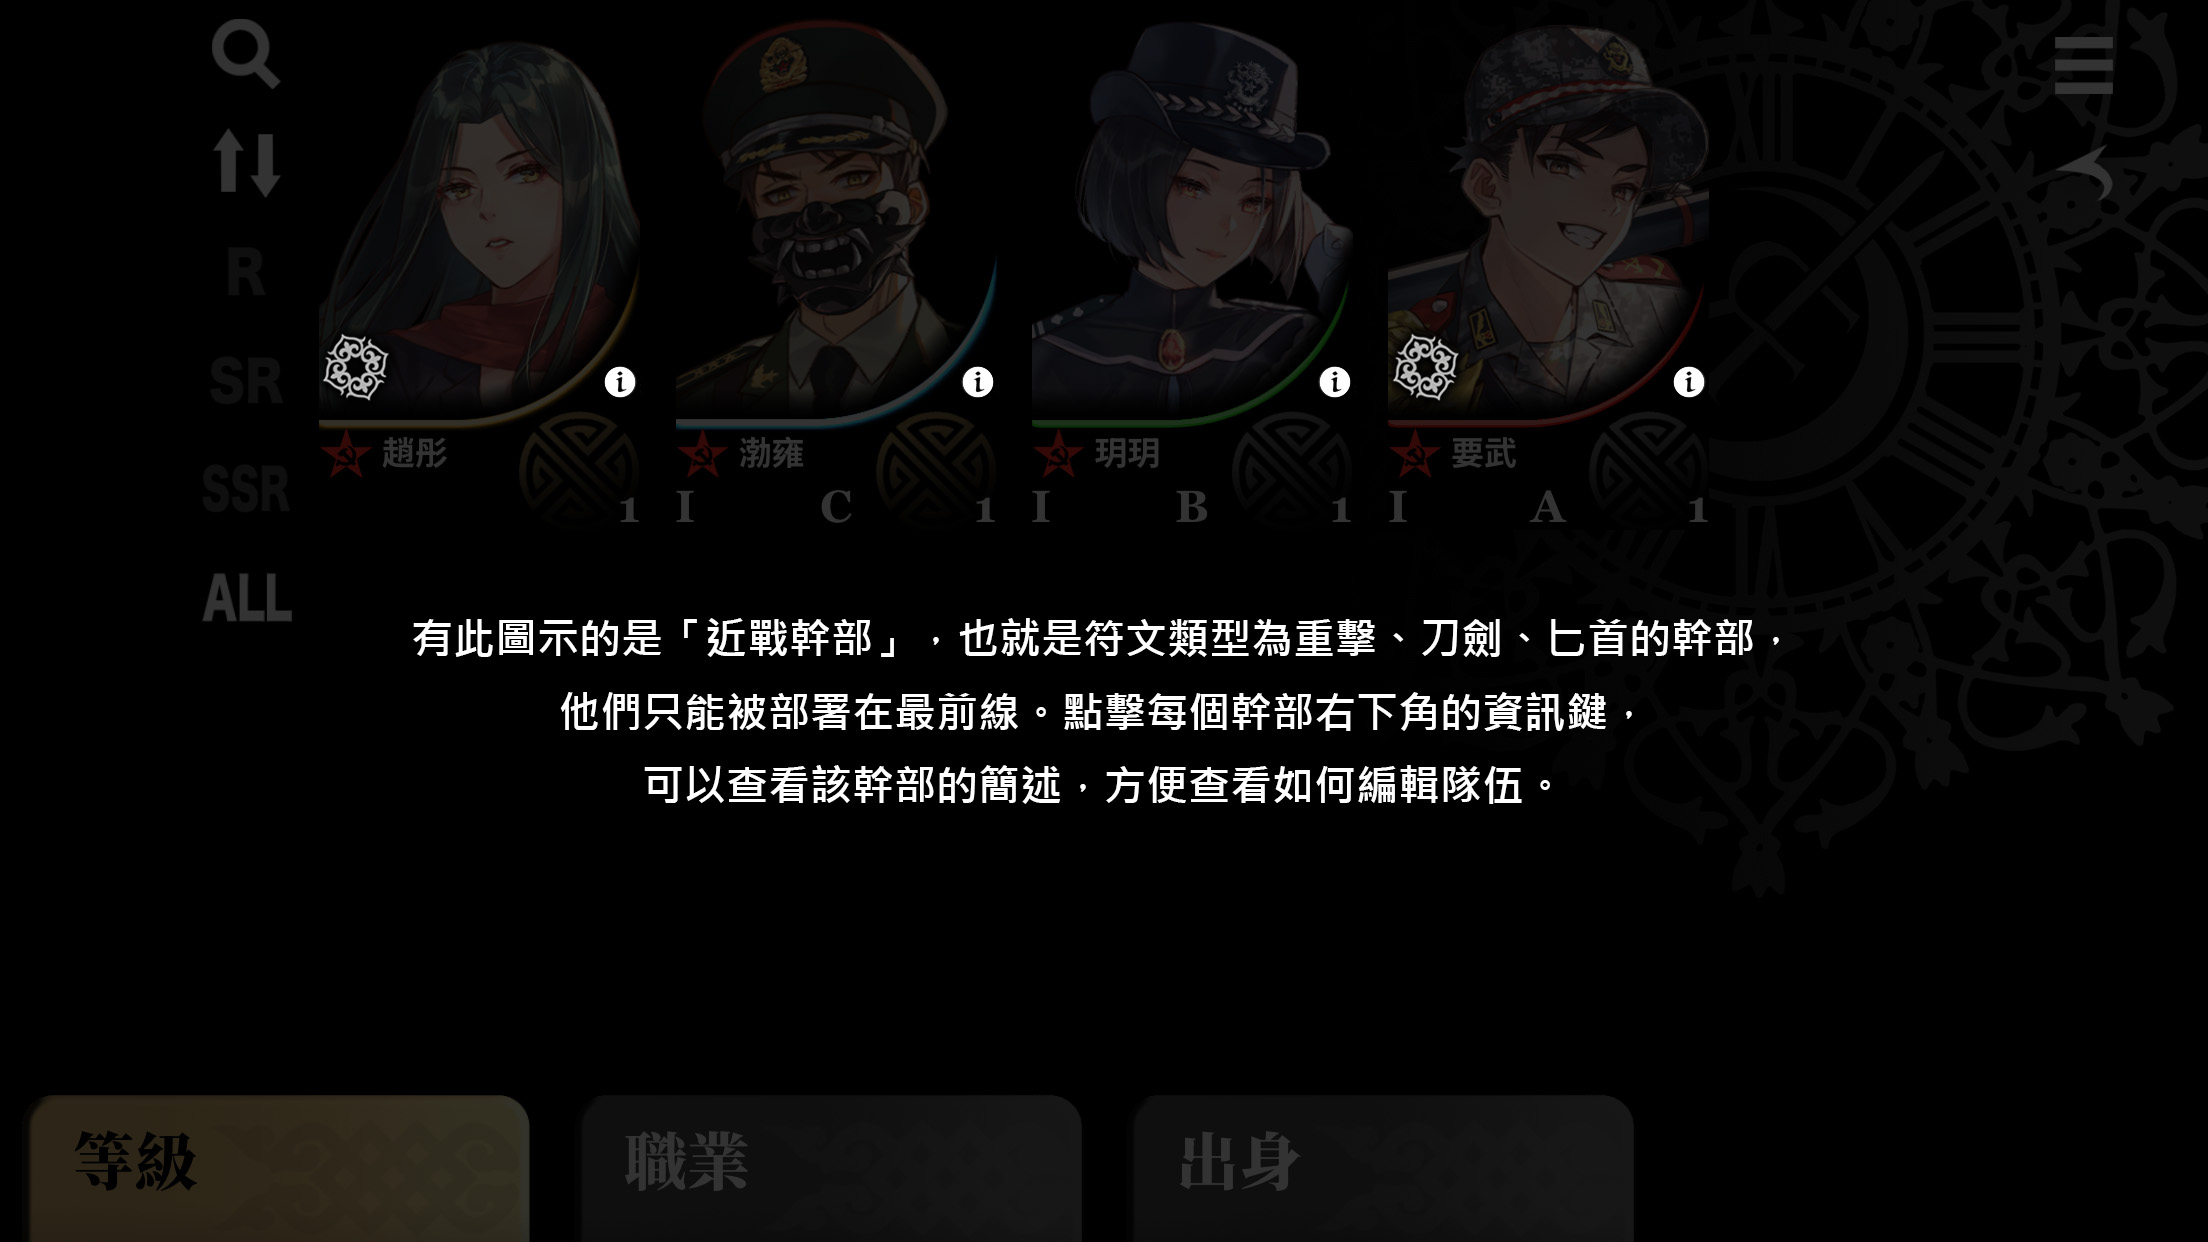 R
SR
SSR
ALL
趙彤
1
渤雍
I C 1
玥玥
I B 1
要武
I A 1
有此圖示的是「近戰幹部」，也就是符文類型為重擊、刀劍、匕首的幹部，
他們只能被部署在最前線。點擊每個幹部右下角的資訊鍵，
可以查看該幹部的簡述，方便查看如何編輯隊伍。
等級
職業
出身